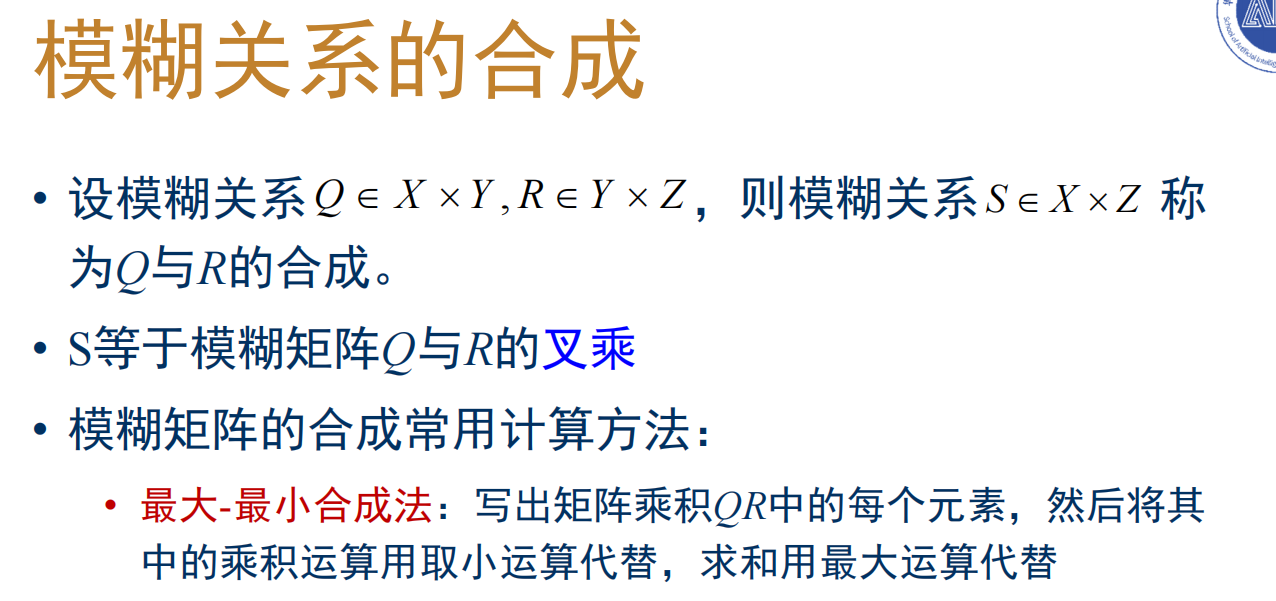 模糊关系的合成
School of Artificial Intellig
• 设模糊关系 Q ∈ X × Y , R ∈ Y × Z ，则模糊关系 S ∈ X × Z 称
为Q与R的合成。
• S等于模糊矩阵Q与R的叉乘
• 模糊矩阵的合成常用计算方法：
• 最大-最小合成法：写出矩阵乘积QR中的每个元素，然后将其
中的乘积运算用取小运算代替，求和用最大运算代替